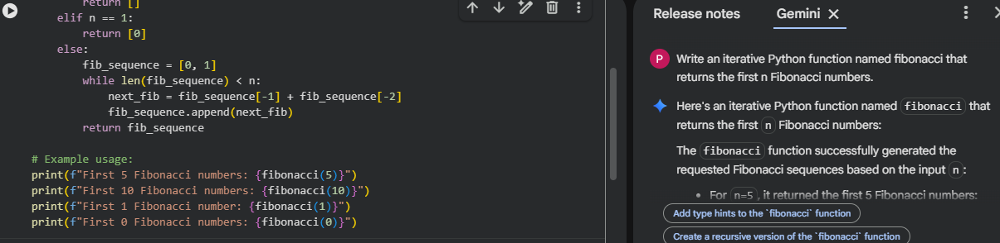 return []
    elif n == 1:
        return [0]
    else:
        fib_sequence = [0, 1]
        while len(fib_sequence) < n:
            next_fib = fib_sequence[-1] + fib_sequence[-2]
            fib_sequence.append(next_fib)
        return fib_sequence

# Example usage:
print(f"First 5 Fibonacci numbers: {fibonacci(5)}")
print(f"First 10 Fibonacci numbers: {fibonacci(10)}")
print(f"First 1 Fibonacci number: {fibonacci(1)}")
print(f"First 0 Fibonacci numbers: {fibonacci(0)}")
Release notes
Gemini
P
Write an iterative Python function named fibonacci that
returns the first n Fibonacci numbers.
Here's an iterative Python function named fibonacci that
returns the first n Fibonacci numbers:
The fibonacci function successfully generated the
requested Fibonacci sequences based on the input n:
• For n=5, it returned the first 5 Fibonacci numbers:
Add type hints to the `fibonacci` function
Create a recursive version of the `fibonacci` function